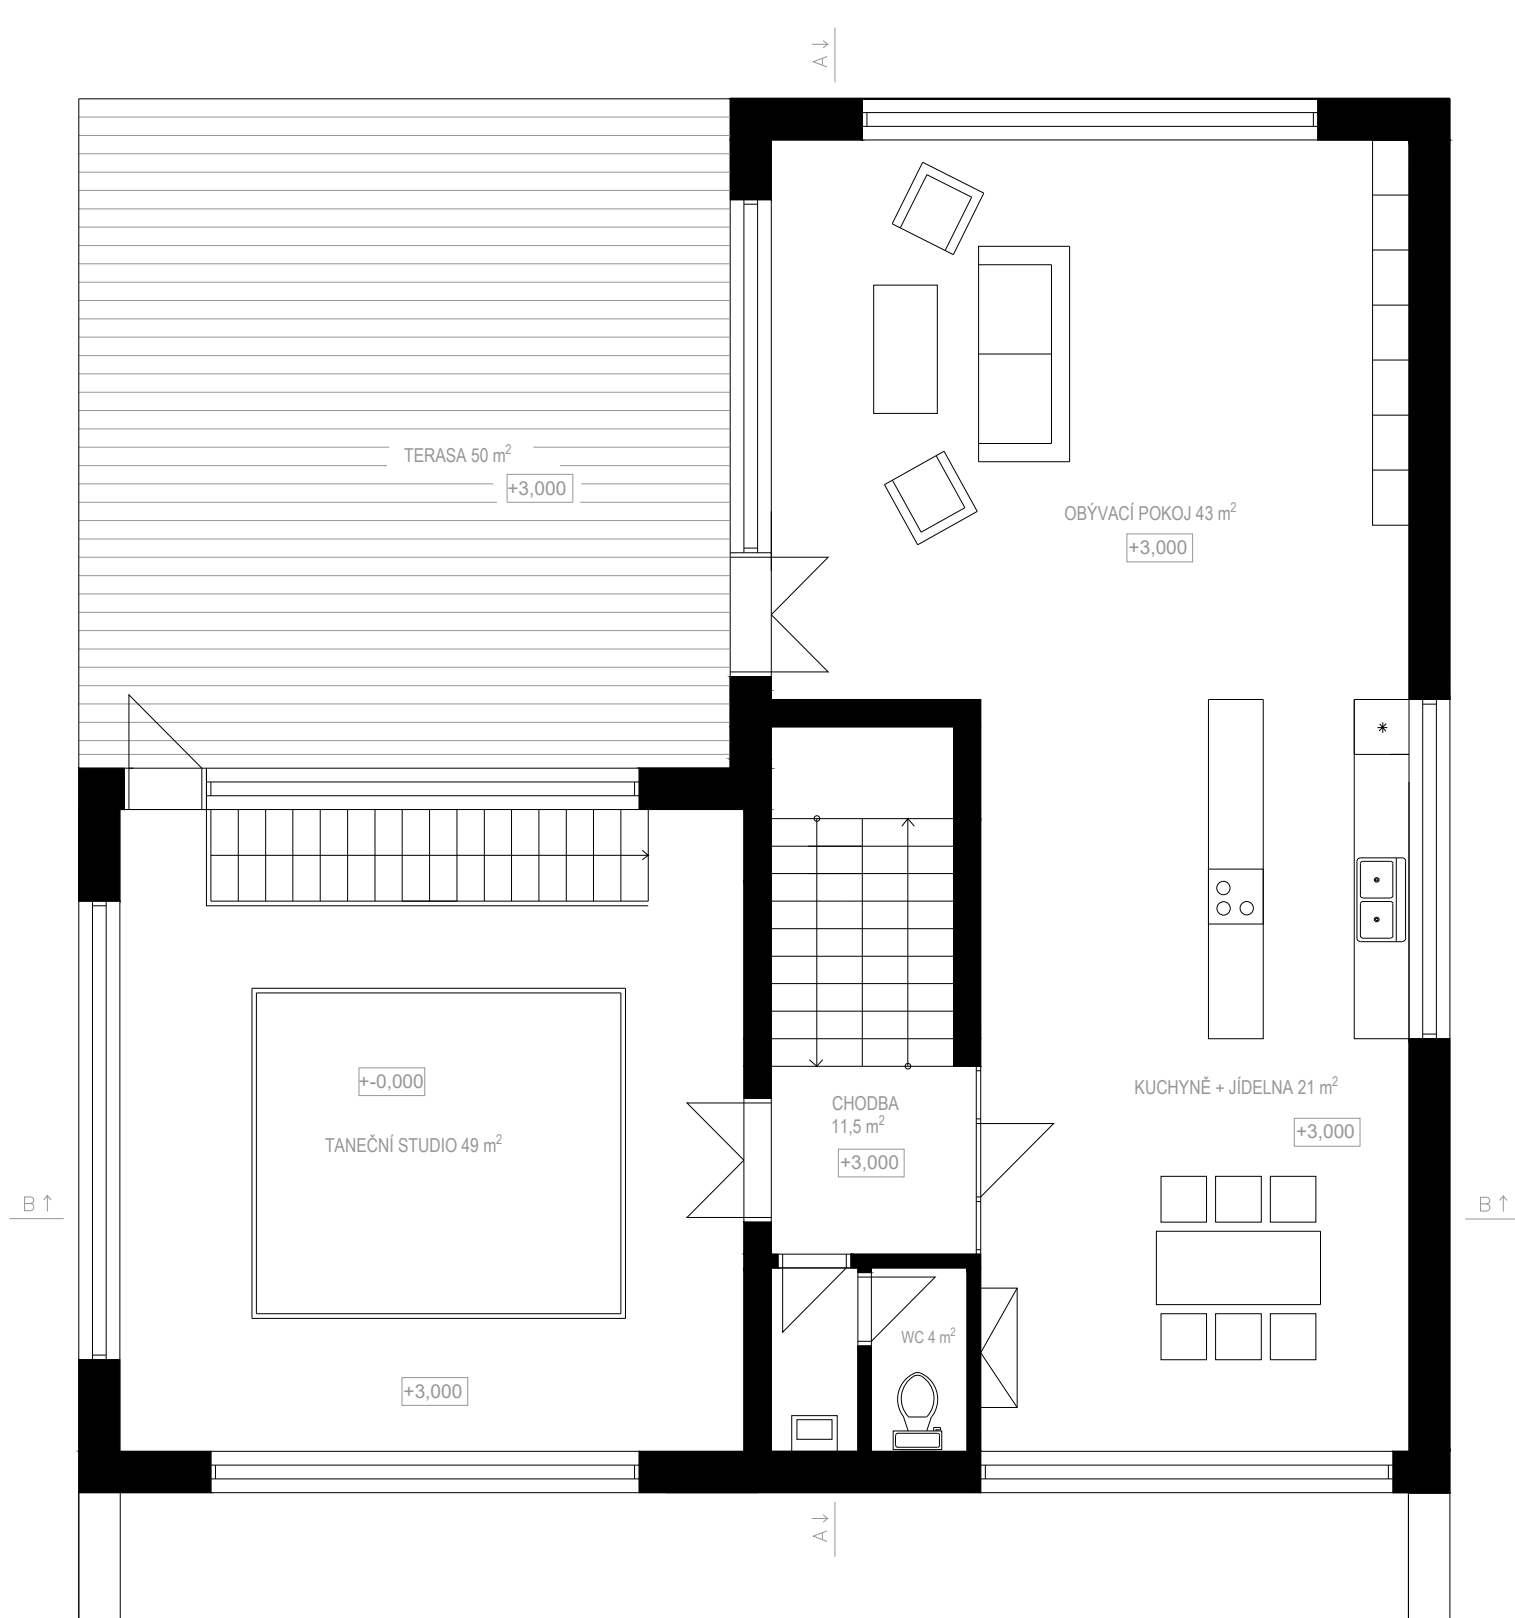 A
TERASA 50 m²
+3,000
OBÝVACÍ POKOJ 43 m²
+3,000
+-0,000
TANEČNÍ STUDIO 49 m²
CHODBA
11,5 m²
+3,000
KUCHYNĚ + JÍDELNA 21 m²
+3,000
B
B
WC 4 m²
+3,000
A